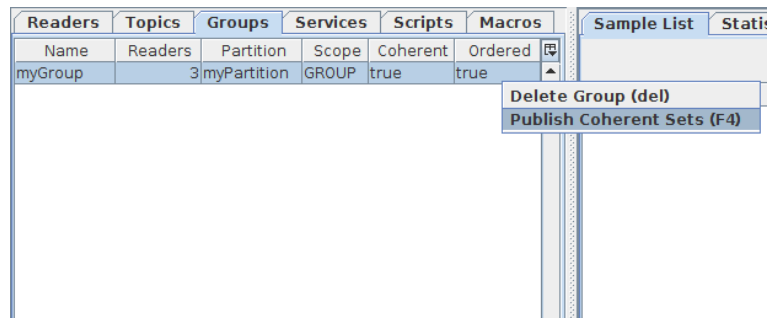 Readers Topics Groups Services Scripts Macros
Name Readers Partition Scope Coherent Ordered
myGroup 3 myPartition GROUP true true
Sample List
Delete Group (del)
Publish Coherent Sets (F4)